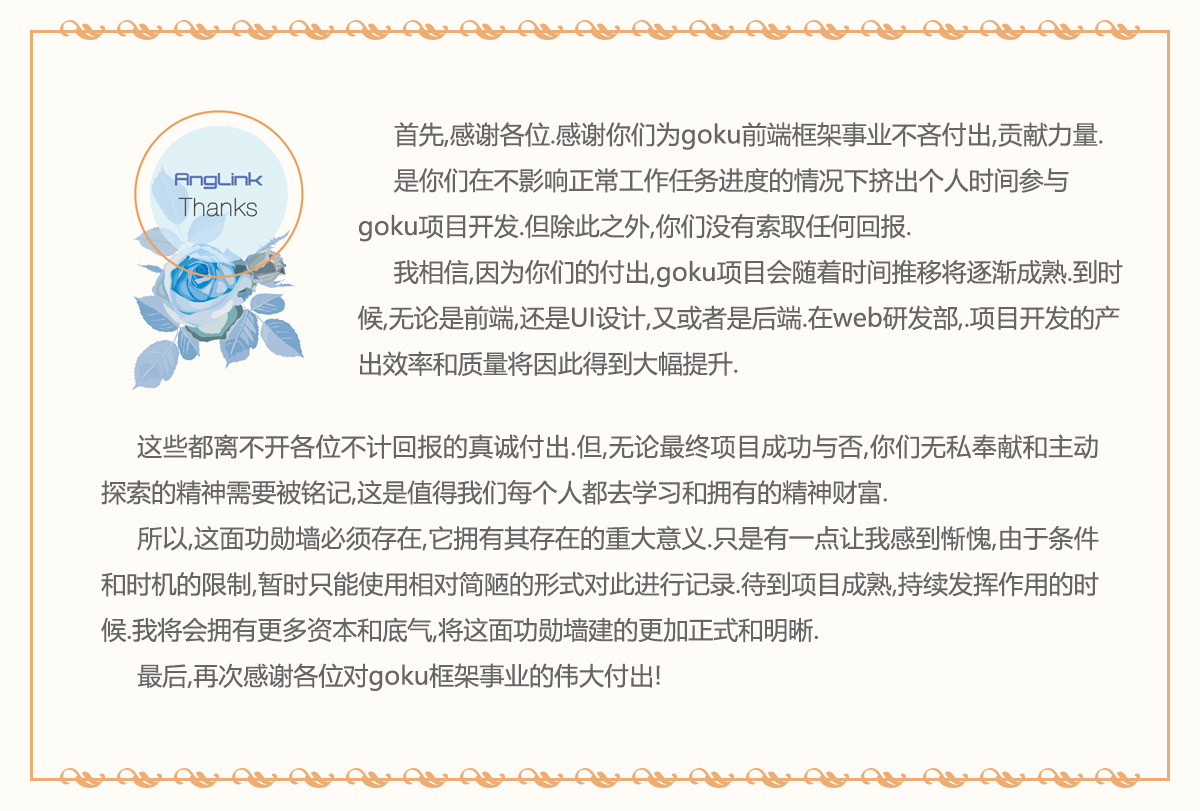 AngLink
Thanks
首先,感谢各位.感谢你们为goku前端框架事业不吝付出,贡献力量.
是你们在不影响正常工作任务进度的情况下挤出个人时间参与
goku项目开发.但除此之外,你们没有索取任何回报.
我相信,因为你们的付出,goku项目会随着时间推移将逐渐成熟.到时
候,无论是前端,还是UI设计,又或者是后端.在web研发部,.项目开发的产
出效率和质量将因此得到大幅提升.
这些都离不开各位不计回报的真诚付出.但,无论最终项目成功与否,你们无私奉献和主动
探索的精神需要被铭记,这是值得我们每个人都去学习和拥有的精神财富.
所以,这面功勋墙必须存在,它拥有其存在的重大意义.只是有一点让我感到惭愧,由于条件
和时机的限制,暂时只能使用相对简陋的形式对此进行记录.待到项目成熟,持续发挥作用的时
候.我将会拥有更多资本和底气,将这面功勋墙建的更加正式和明晰.
最后,再次感谢各位对goku框架事业的伟大付出!